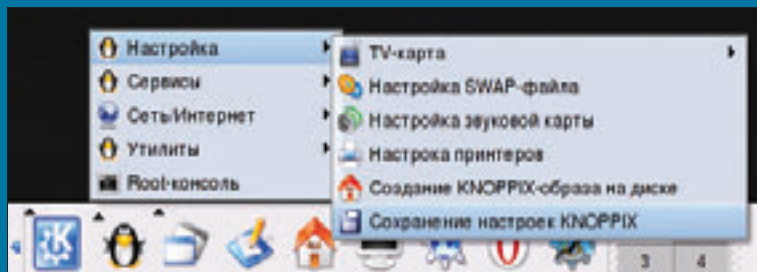 Настройка
Сервисы
Сеть/Интернет
Утилиты
Root-консоль
TV-карта
Настройка SWAP-файла
Настройка звуковой карты
Настрока принтеров
Создание KNOPPIX-образа на диске
Сохранение настроек KNOPPIX
3 4